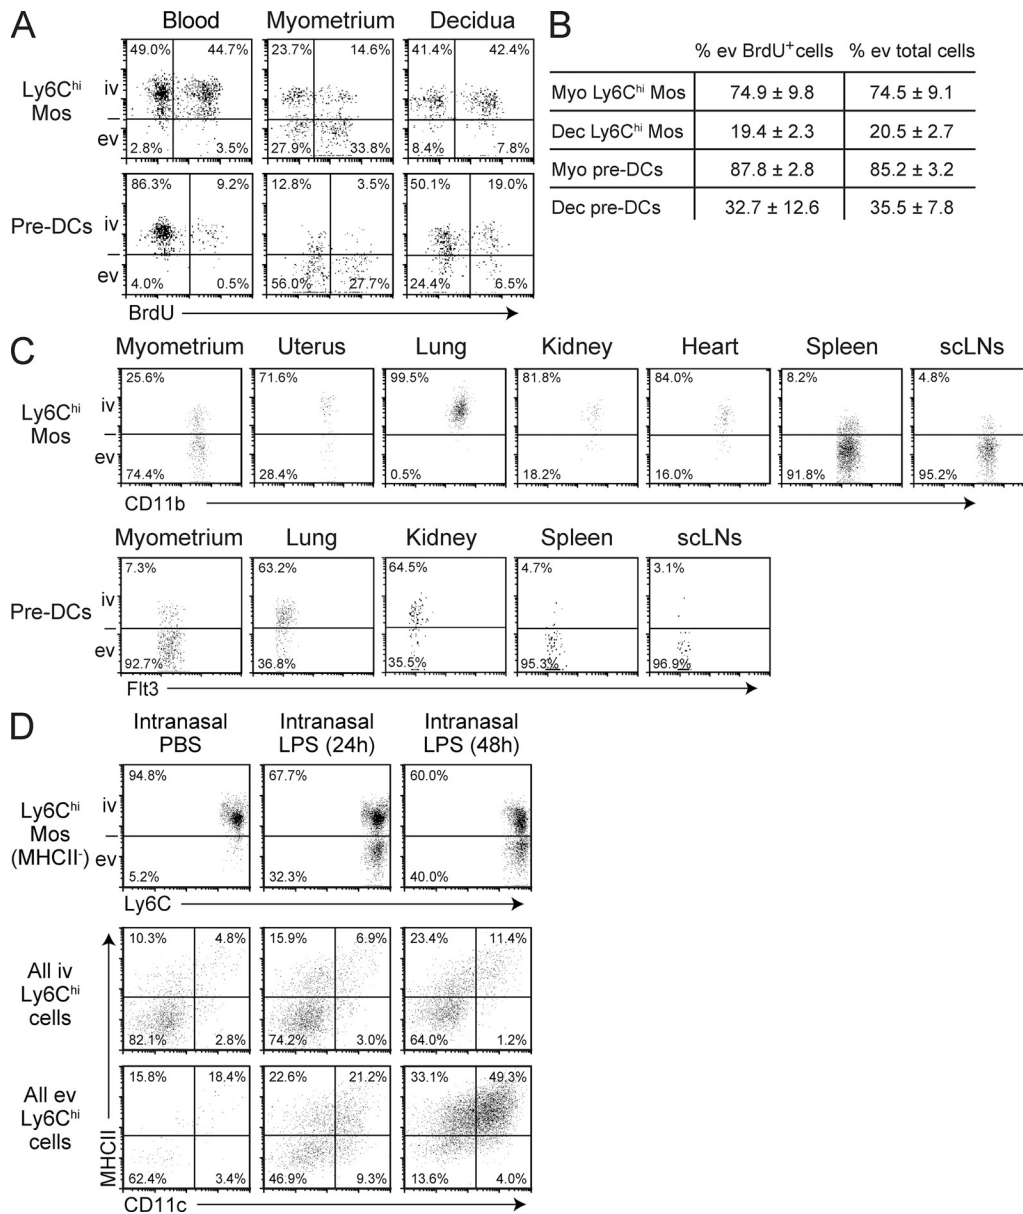 A
Blood Myometrium Decidua
Ly6Chi Mos
iv
ev
49.0% 44.7% 23.7% 14.6% 41.4% 42.4%
2.8% 3.5% 27.9% 33.8% 8.4% 7.8%
Pre-DCs
iv
ev
86.3% 9.2% 12.8% 3.5% 50.1% 19.0%
4.0% 0.5% 56.0% 27.7% 24.4% 6.5%
BrdU
B
% ev BrdU+cells % ev total cells
Myo Ly6Chi Mos 74.9 ± 9.8 74.5 ± 9.1
Dec Ly6Chi Mos 19.4 ± 2.3 20.5 ± 2.7
Myo pre-DCs 87.8 ± 2.8 85.2 ± 3.2
Dec pre-DCs 32.7 ± 12.6 35.5 ± 7.8
C
Myometrium Uterus Lung Kidney Heart Spleen scLNs
Ly6Chi Mos
iv
ev
25.6% 71.6% 99.5% 81.8% 84.0% 8.2% 4.8%
74.4% 28.4% 0.5% 18.2% 16.0% 91.8% 95.2%
CD11b
Myometrium Lung Kidney Spleen scLNs
Pre-DCs
iv
ev
7.3% 63.2% 64.5% 4.7% 3.1%
92.7% 36.8% 35.5% 95.3% 96.9%
Flt3
D
Intranasal PBS
Intranasal LPS (24h)
Intranasal LPS (48h)
Ly6Chi
Mos
(MHCII-)
iv
ev
94.8% 67.7% 60.0%
5.2% 32.3% 40.0%
Ly6C
All iv
Ly6Chi
cells
10.3% 4.8% 15.9% 6.9% 23.4% 11.4%
82.1% 2.8% 74.2% 3.0% 64.0% 1.2%
All ev
Ly6Chi
cells
15.8% 18.4% 22.6% 21.2% 33.1% 49.3%
62.4% 3.4% 46.9% 9.3% 13.6% 4.0%
MHCII
CD11c